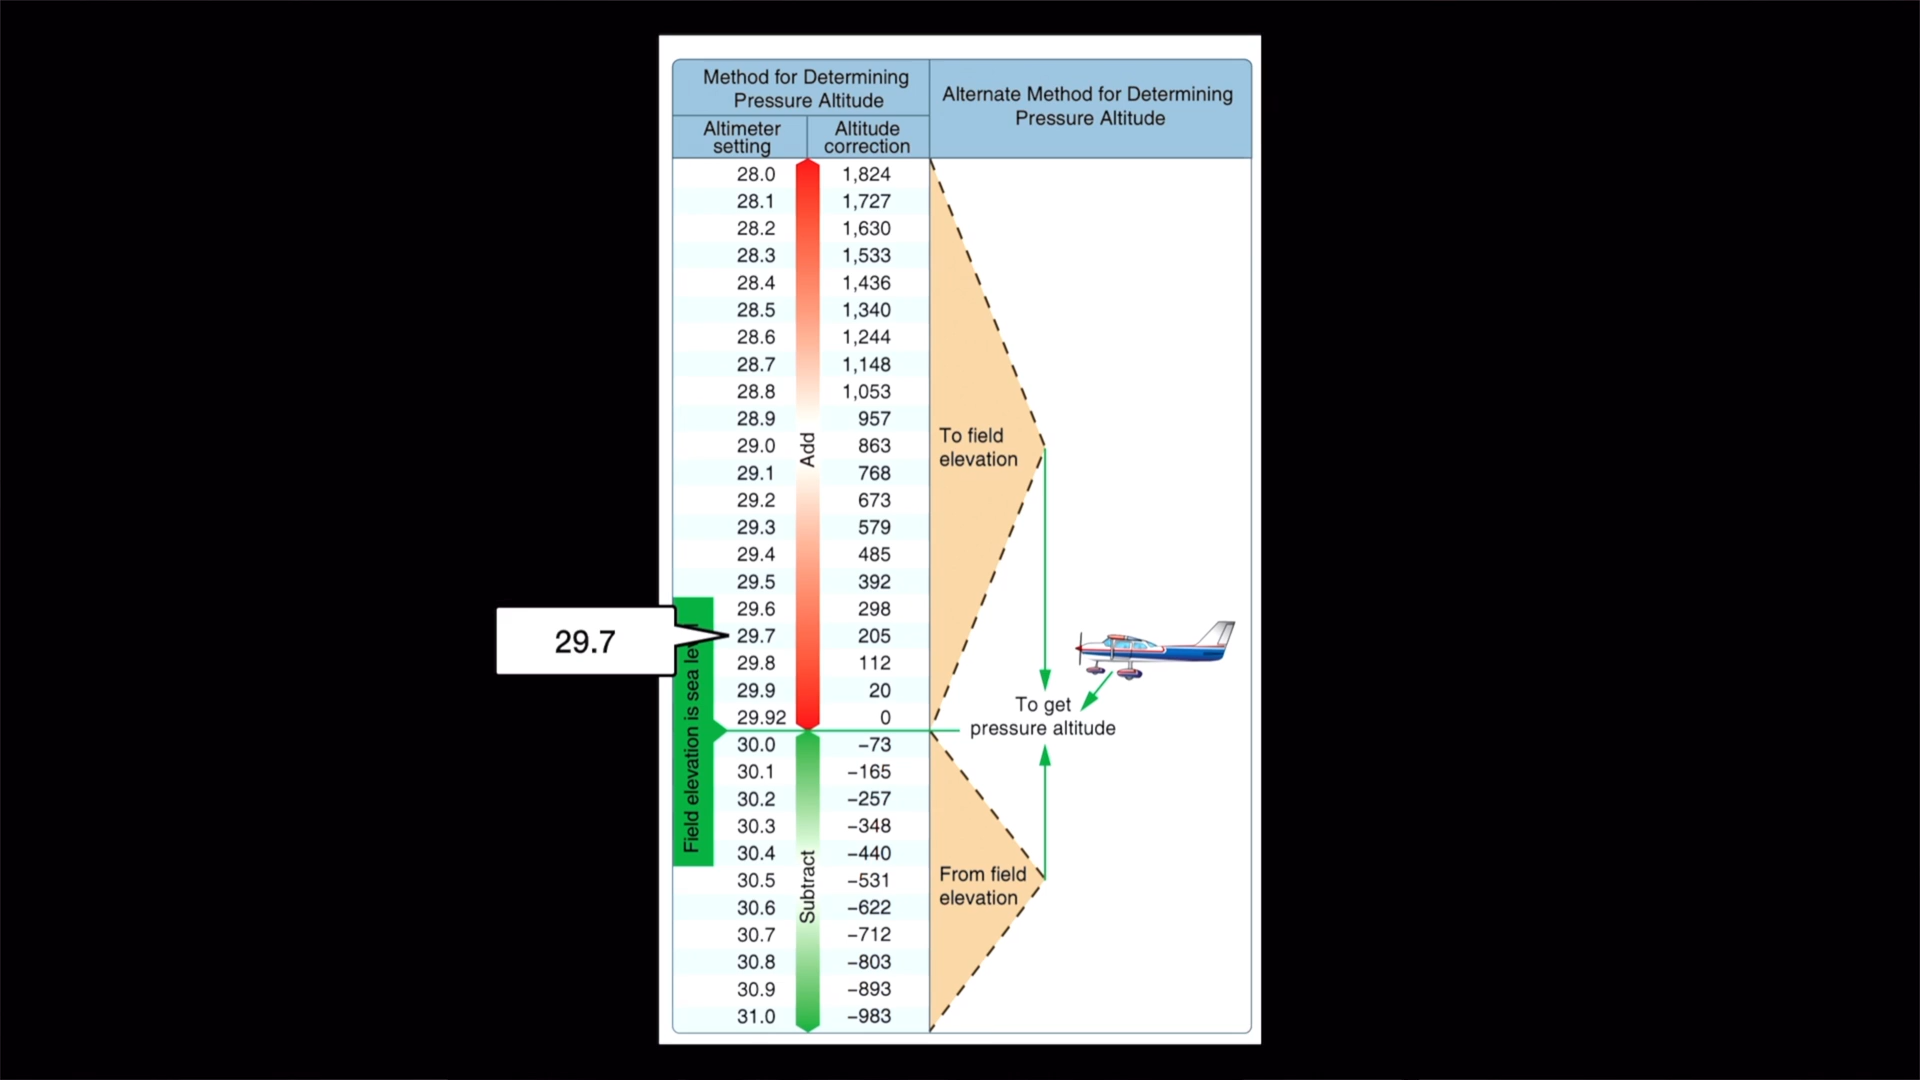 Method for Determining
Pressure Altitude
Alternate Method for Determining
Pressure Altitude
Altimeter
setting
Altitude
correction
28.0 1,824
28.1 1,727
28.2 1,630
28.3 1,533
28.4 1,436
28.5 1,340
28.6 1,244
28.7 1,148
28.8 1,053
28.9 957
29.0 863
29.1 768
29.2 673
29.3 579
29.4 485
29.5 392
29.6 298
29.7 205
29.8 112
29.9 20
29.92 0
30.0 –73
30.1 –165
30.2 –257
30.3 –348
30.4 –440
30.5 –531
30.6 –622
30.7 –712
30.8 –803
30.9 –893
31.0 –983
Add
Subtract
29.7
Field elevation is sea
To field
elevation
To get
pressure altitude
From field
elevation